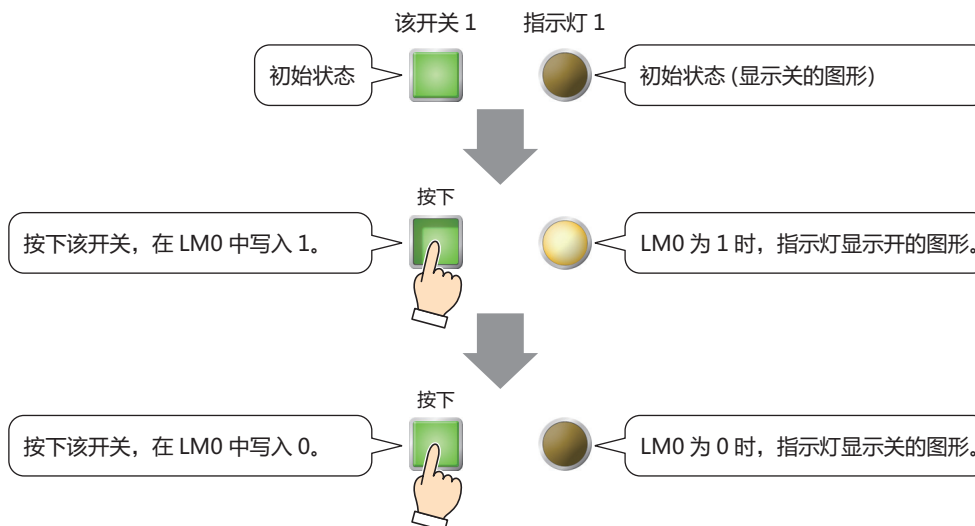 该开关 1 指示灯 1
初始状态
初始状态 (显示关的图形)
按下
按下该开关，在 LM0 中写入 1。
LM0 为 1 时，指示灯显示开的图形。
按下
按下该开关，在 LM0 中写入 0。
LM0 为 0 时，指示灯显示关的图形。